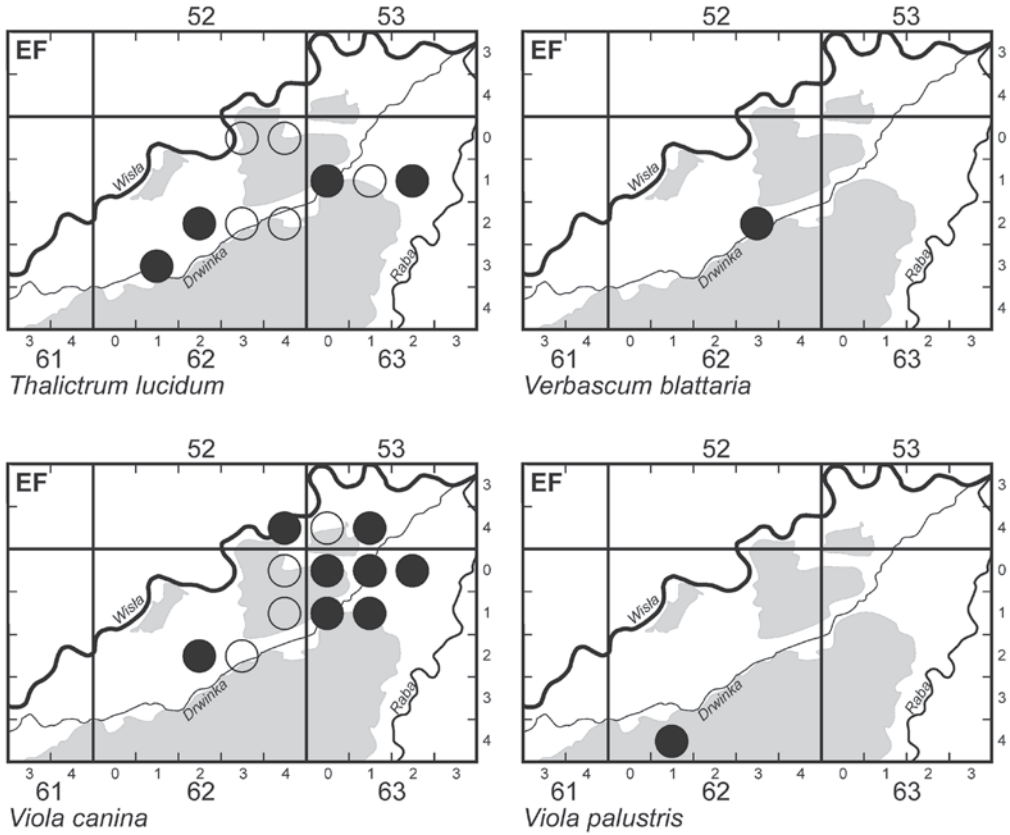 52 53
EF
3
4
0
1
2
3
4
Wisła
Drwinka
Raba
3 4 0 1 2 3 4 0 1 2 3
61 62 63
Thalictrum lucidum
52 53
EF
3
4
0
1
2
3
4
Wisła
Drwinka
Raba
3 4 0 1 2 3 4 0 1 2 3
61 62 63
Verbascum blattaria
52 53
EF
3
4
0
1
2
3
4
Wisła
Drwinka
Raba
3 4 0 1 2 3 4 0 1 2 3
61 62 63
Viola canina
52 53
EF
3
4
0
1
2
3
4
Wisła
Drwinka
Raba
3 4 0 1 2 3 4 0 1 2 3
61 62 63
Viola palustris